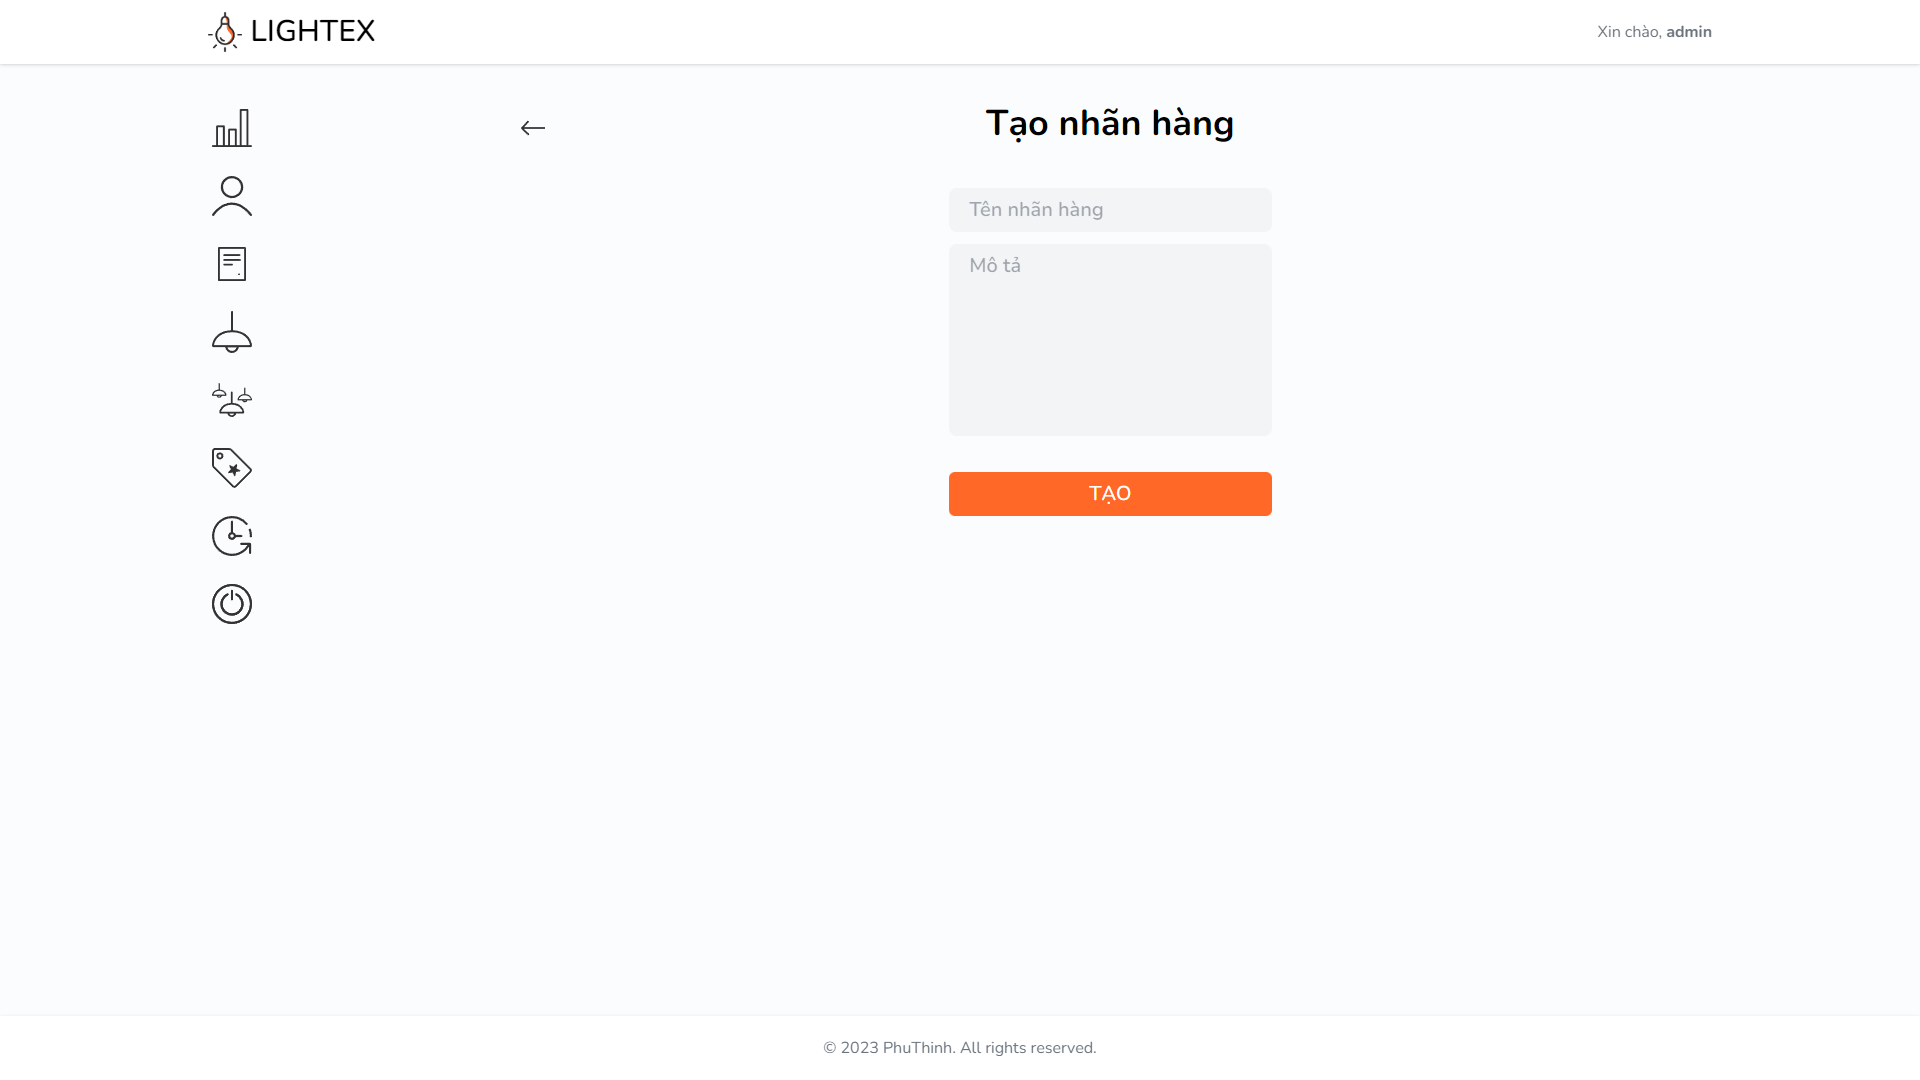 LIGHTEX
Xin chào, admin
Tạo nhãn hàng
Tên nhãn hàng
Mô tả
TẠO
© 2023 PhuThinh. All rights reserved.